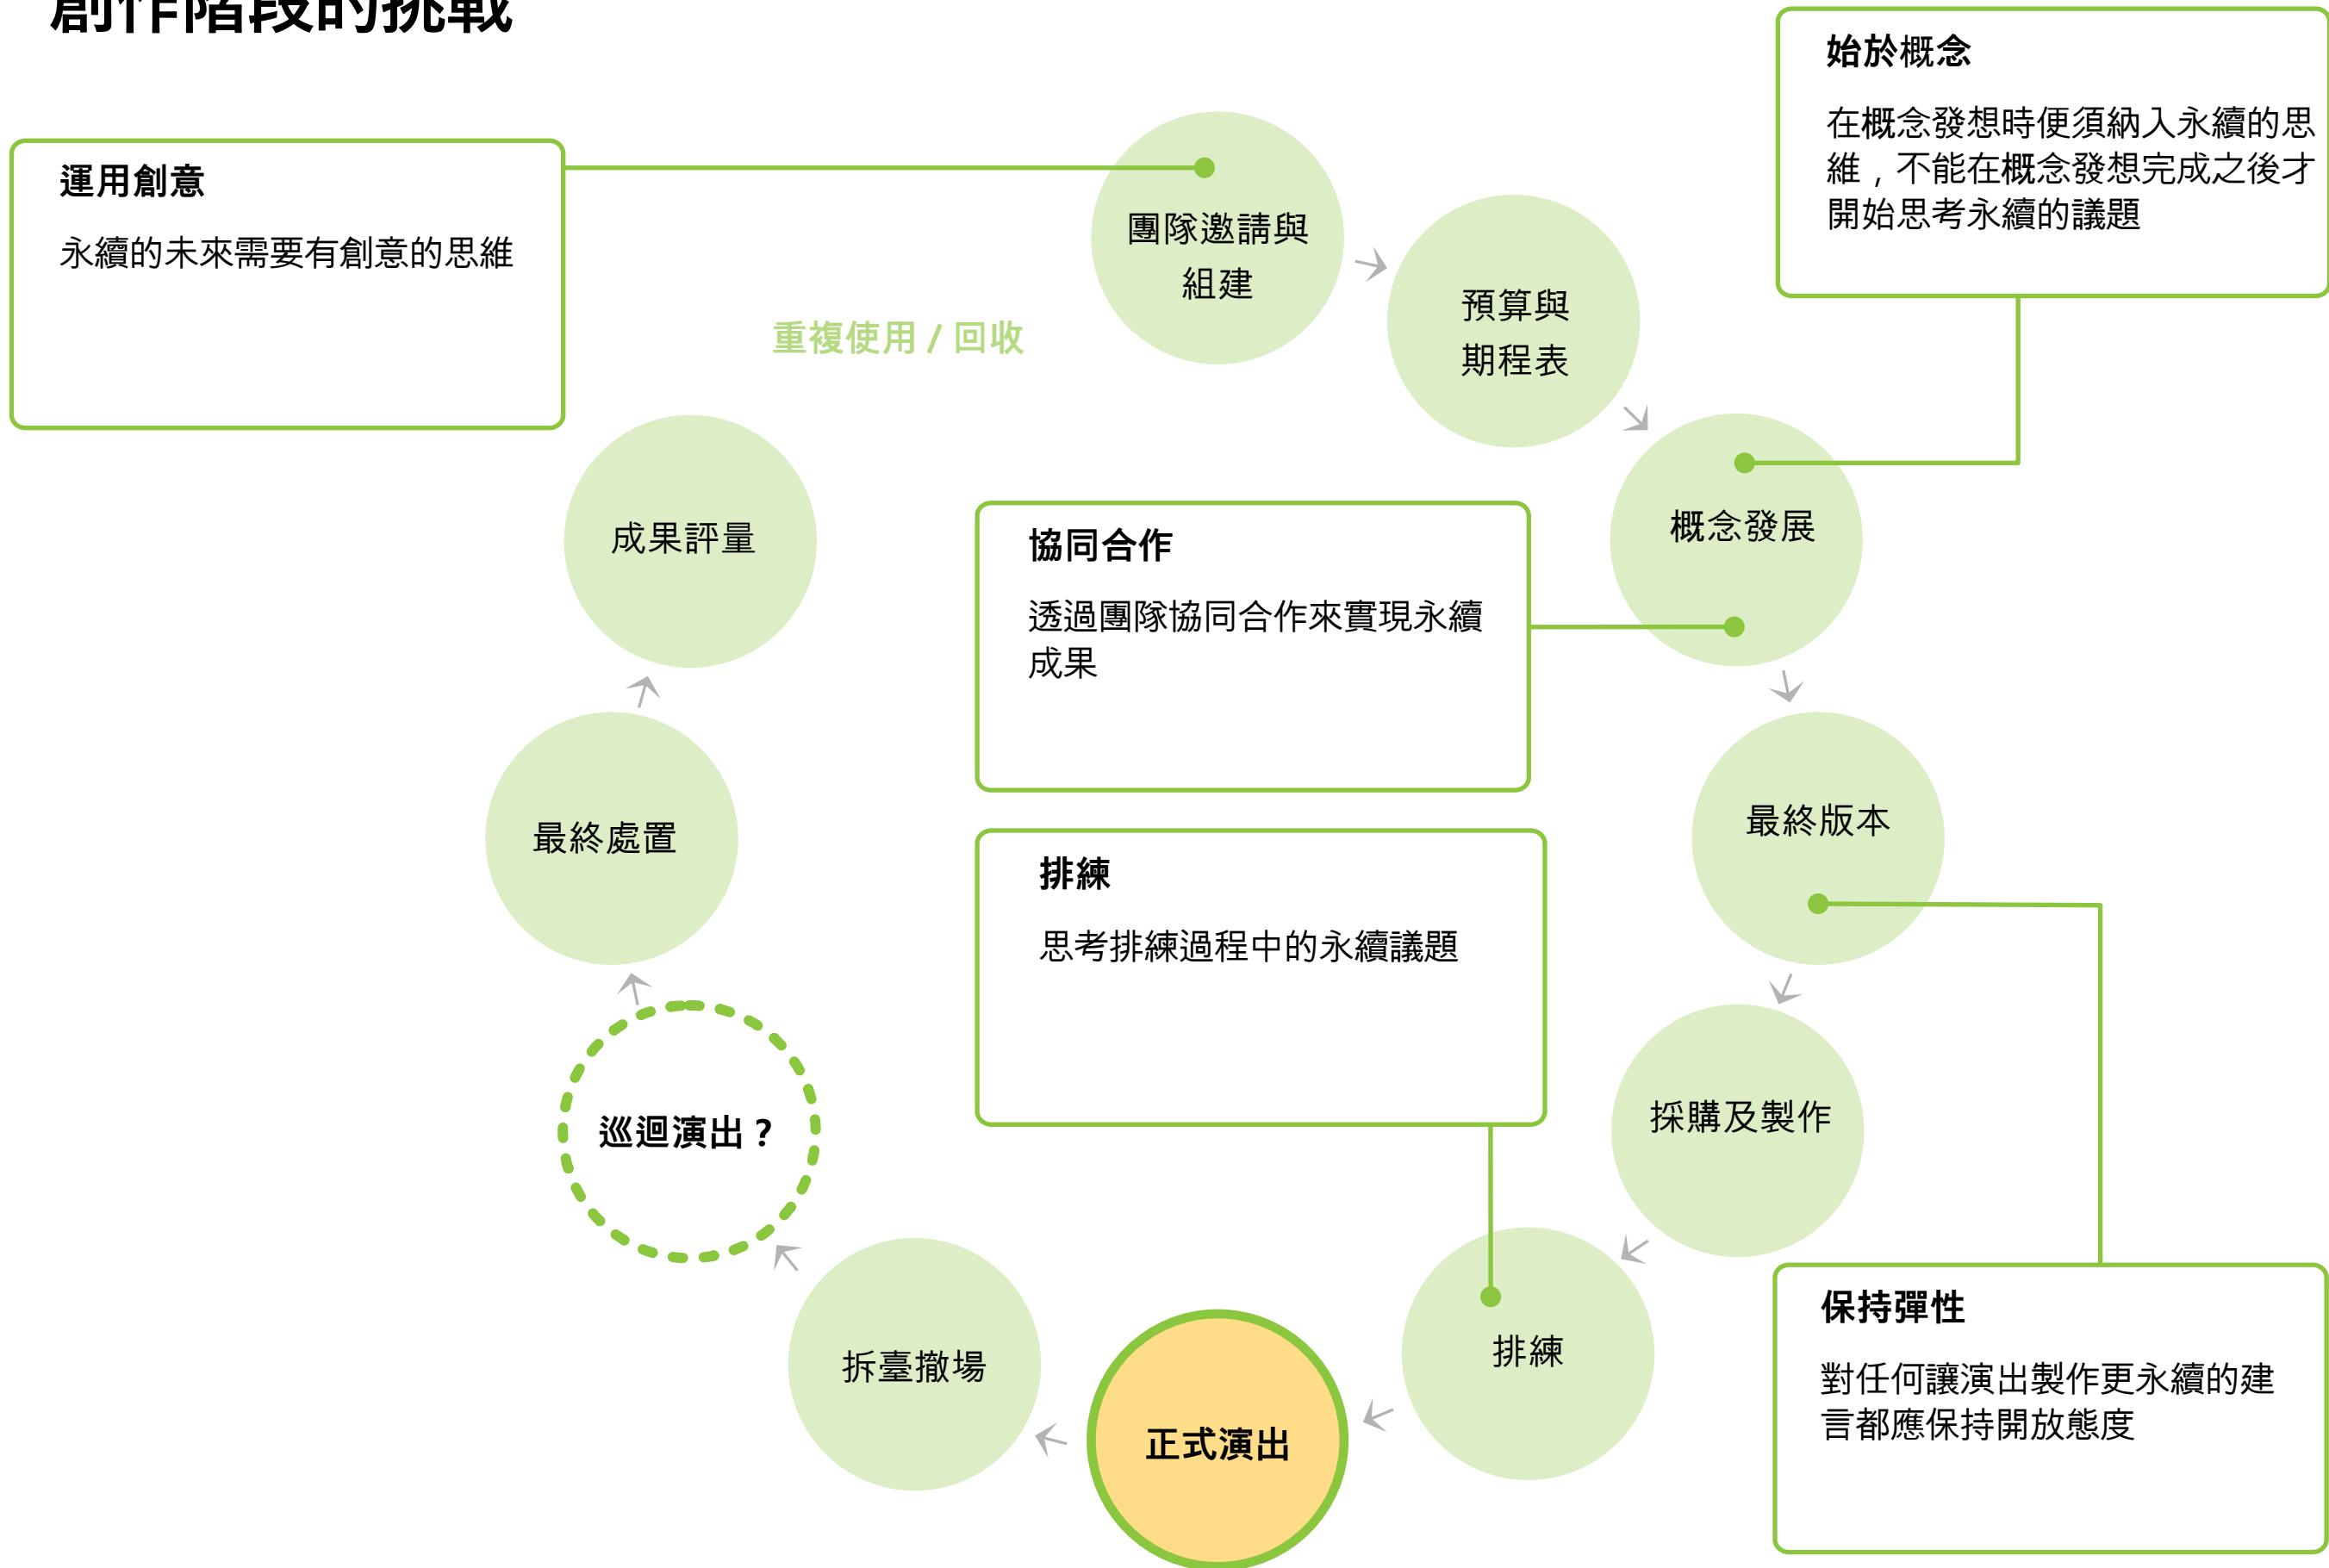 創作階段的挑戰
運用創意
永續的未來需要有創意的思維
始於概念
在概念發想時便須納入永續的思
維，不能在概念發想完成之後才
開始思考永續的議題
團隊邀請與
組建
預算與
期程表
重複使用 / 回收
概念發展
成果評量
協同合作
透過團隊協同合作來實現永續
成果
最終版本
最終處置
排練
思考排練過程中的永續議題
採購及製作
巡迴演出？
保持彈性
對任何讓演出製作更永續的建
言都應保持開放態度
排練
拆臺撤場
正式演出